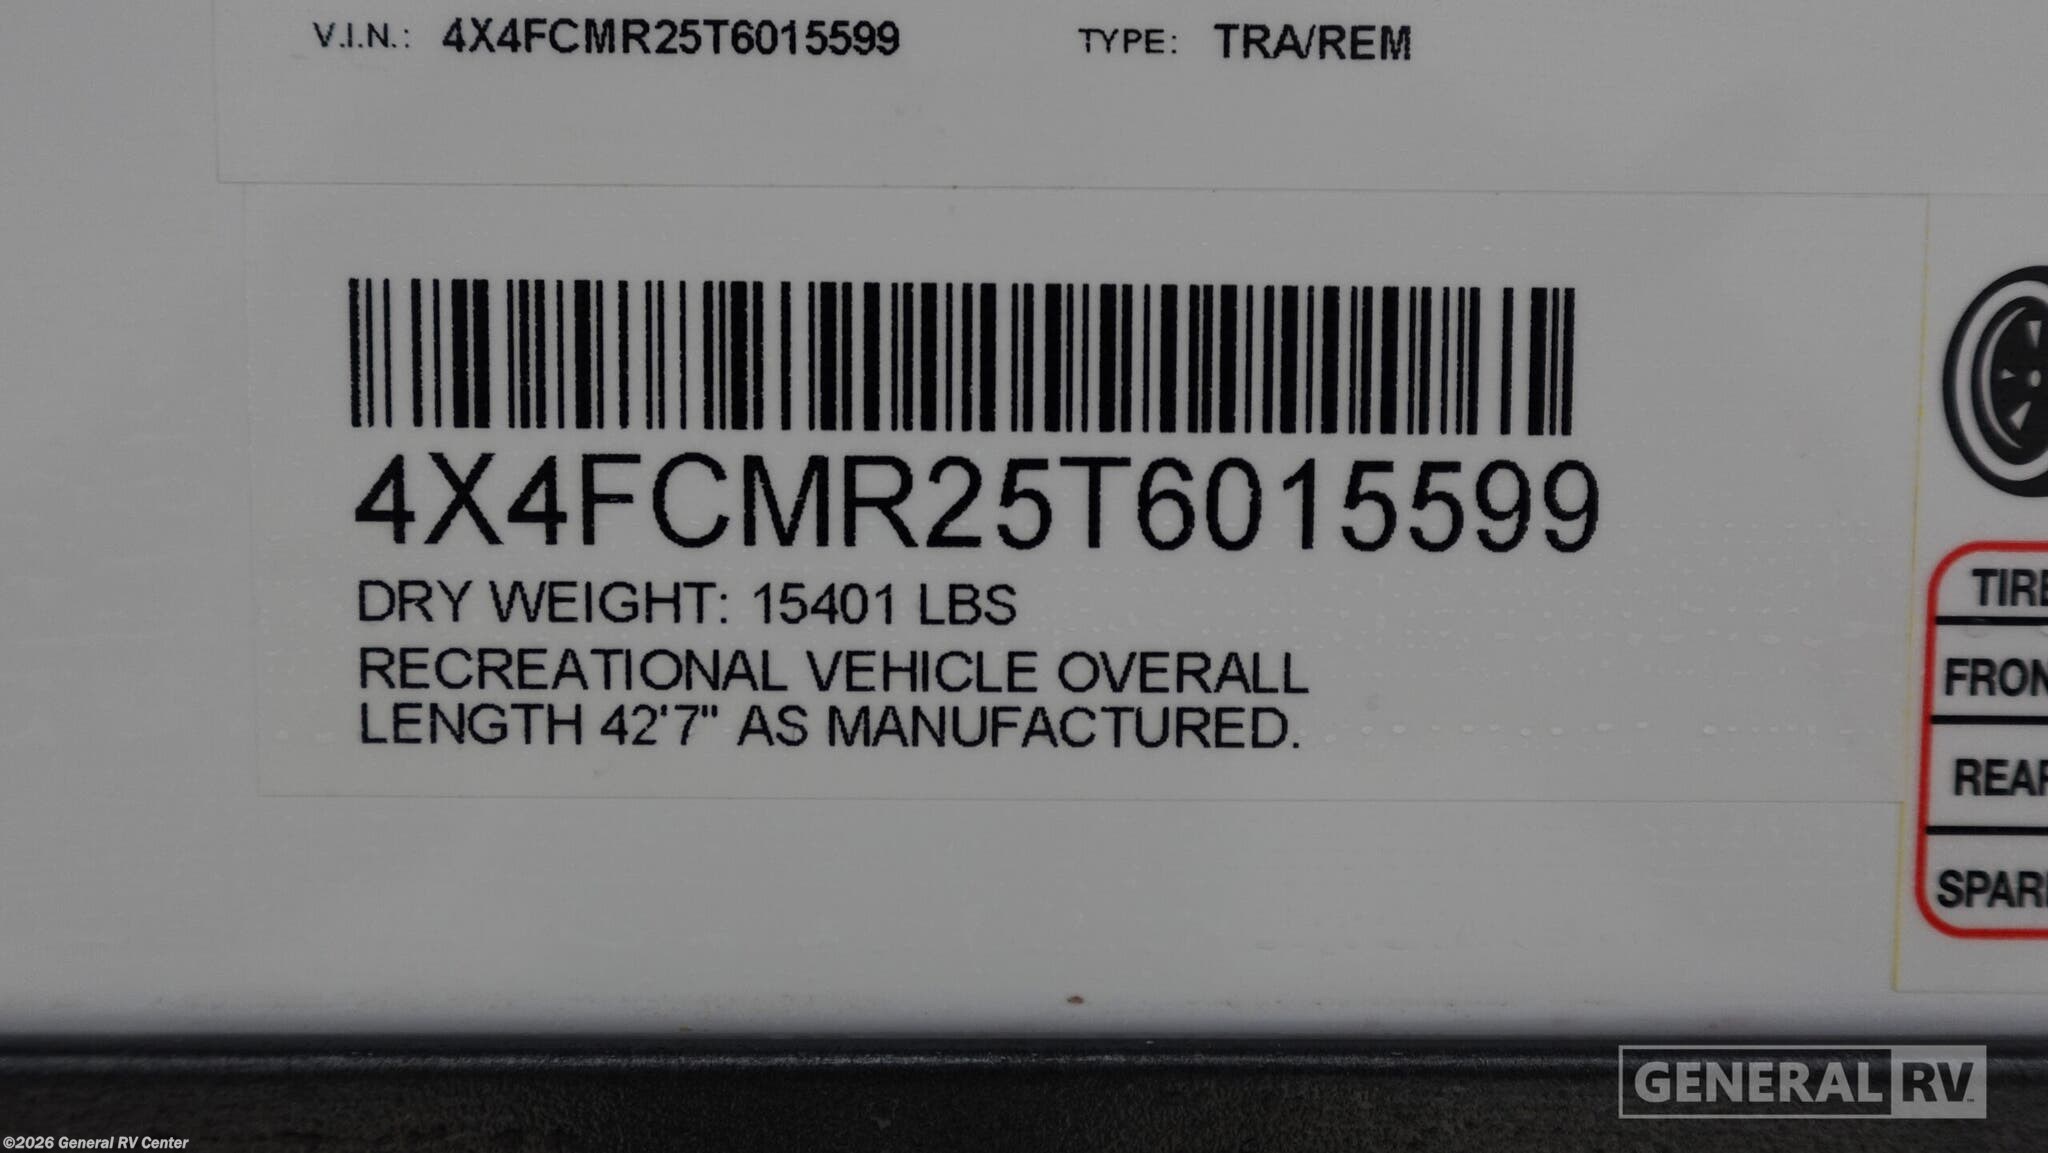 V.I.N.: 4X4FCMR25T6015599 TYPE: TRA/REM
4X4FCMR25T6015599
DRY WEIGHT: 15401 LBS
RECREATIONAL VEHICLE OVERALL
LENGTH 42'7" AS MANUFACTURED.
TIRE
FRON
REAR
SPARE
GENERAL RV
©2026 General RV Center